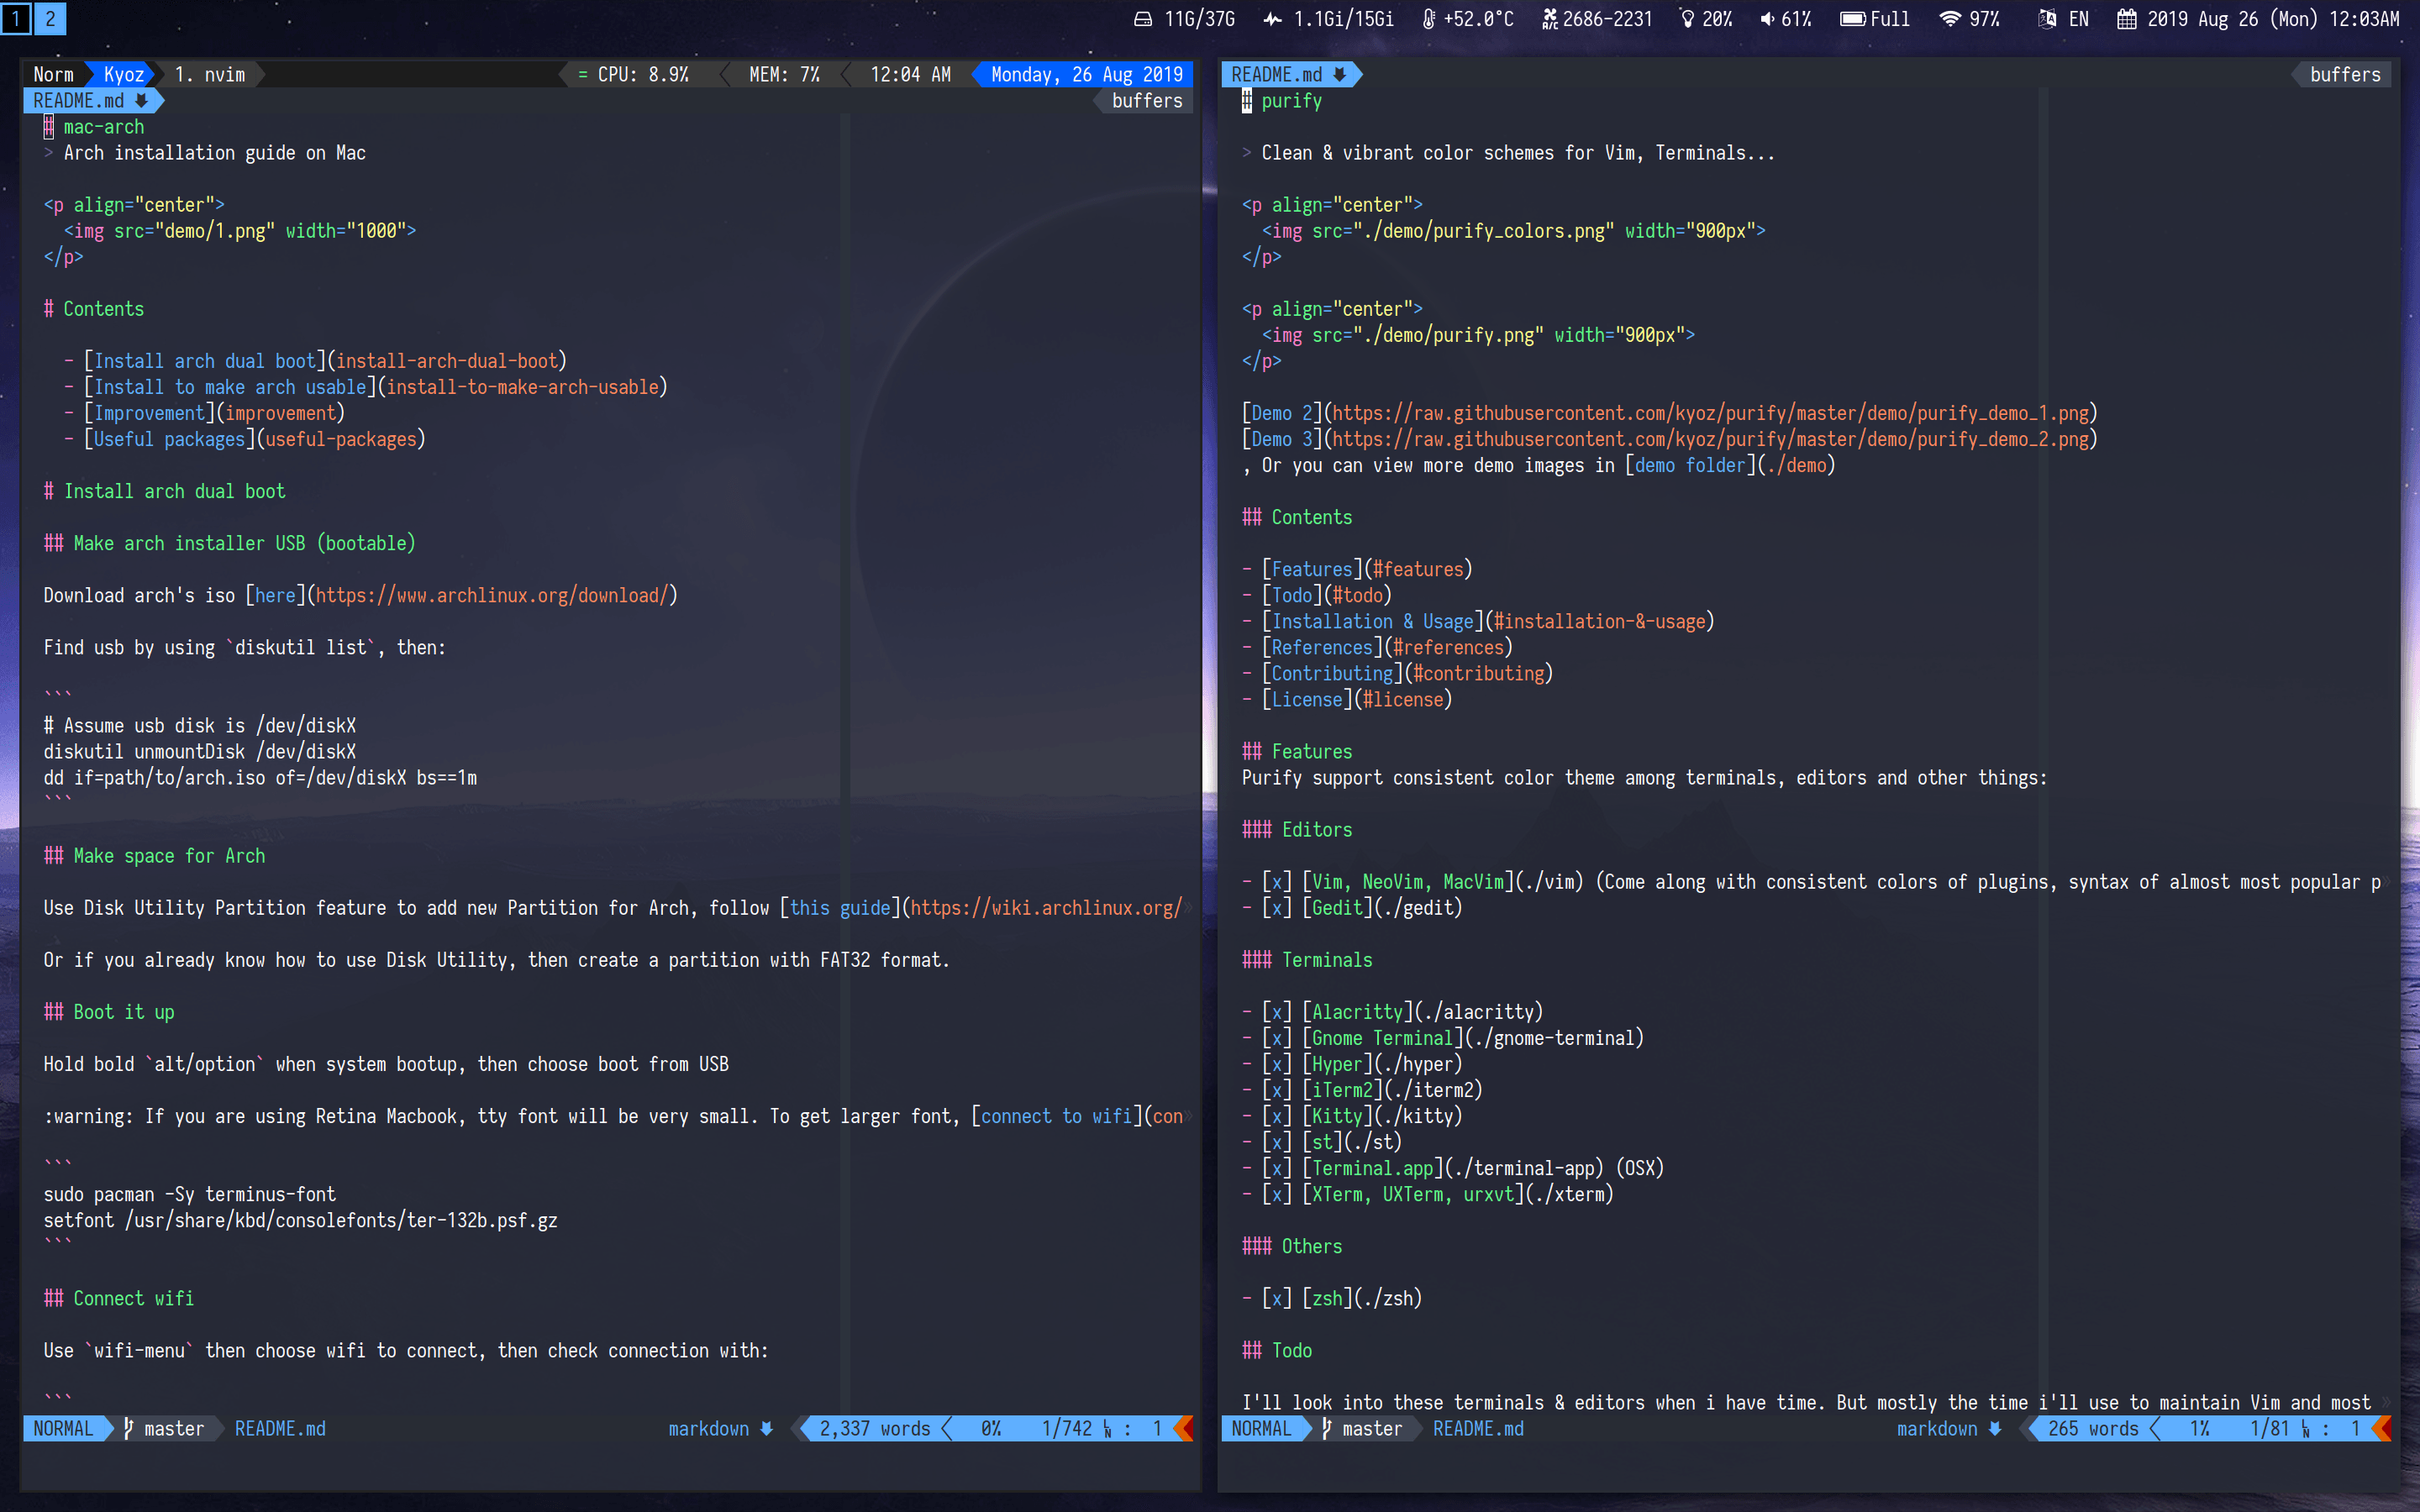 1 2 11G/37G 1.1Gi/15Gi +52.0°C A/C 2686-2231 20% 61% Full 97% EN 2019 Aug 26 (Mon) 12:03AM
Norm Kyoz 1. nvim = CPU: 8.9% MEM: 7% 12:04 AM Monday, 26 Aug 2019
README.md buffers
# mac-arch
> Arch installation guide on Mac
<p align="center">
<img src="demo/1.png" width="1000">
</p>
# Contents
- [Install arch dual boot](install-arch-dual-boot)
- [Install to make arch usable](install-to-make-arch-usable)
- [Improvement](improvement)
- [Useful packages](useful-packages)
# Install arch dual boot
## Make arch installer USB (bootable)
Download arch's iso [here](https://www.archlinux.org/download/)
Find usb by using `diskutil list`, then:
```
# Assume usb disk is /dev/diskX
diskutil unmountDisk /dev/diskX
dd if=path/to/arch.iso of=/dev/diskX bs==1m
```
## Make space for Arch
Use Disk Utility Partition feature to add new Partition for Arch, follow [this guide](https://wiki.archlinux.org/»
Or if you already know how to use Disk Utility, then create a partition with FAT32 format.
## Boot it up
Hold bold `alt/option` when system bootup, then choose boot from USB
:warning: If you are using Retina Macbook, tty font will be very small. To get larger font, [connect to wifi](con»
```
sudo pacman -Sy terminus-font
setfont /usr/share/kbd/consolefonts/ter-132b.psf.gz
```
## Connect wifi
Use `wifi-menu` then choose wifi to connect, then check connection with:
```
NORMAL master README.md markdown 2,337 words 0% 1/742 LN : 1
README.md buffers
# purify
> Clean & vibrant color schemes for Vim, Terminals...
<p align="center">
<img src="./demo/purify_colors.png" width="900px">
</p>
<p align="center">
<img src="./demo/purify.png" width="900px">
</p>
[Demo 2](https://raw.githubusercontent.com/kyoz/purify/master/demo/purify_demo_1.png)
[Demo 3](https://raw.githubusercontent.com/kyoz/purify/master/demo/purify_demo_2.png)
, Or you can view more demo images in [demo folder](./demo)
## Contents
- [Features](#features)
- [Todo](#todo)
- [Installation & Usage](#installation-&-usage)
- [References](#references)
- [Contributing](#contributing)
- [License](#license)
## Features
Purify support consistent color theme among terminals, editors and other things:
### Editors
- [x] [Vim, NeoVim, MacVim](./vim) (Come along with consistent colors of plugins, syntax of almost most popular p»
- [x] [Gedit](./gedit)
### Terminals
- [x] [Alacritty](./alacritty)
- [x] [Gnome Terminal](./gnome-terminal)
- [x] [Hyper](./hyper)
- [x] [iTerm2](./iterm2)
- [x] [Kitty](./kitty)
- [x] [st](./st)
- [x] [Terminal.app](./terminal-app) (OSX)
- [x] [XTerm, UXTerm, urxvt](./xterm)
### Others
- [x] [zsh](./zsh)
## Todo
I'll look into these terminals & editors when i have time. But mostly the time i'll use to maintain Vim and most »
NORMAL master README.md markdown 265 words 1% 1/81 LN : 1